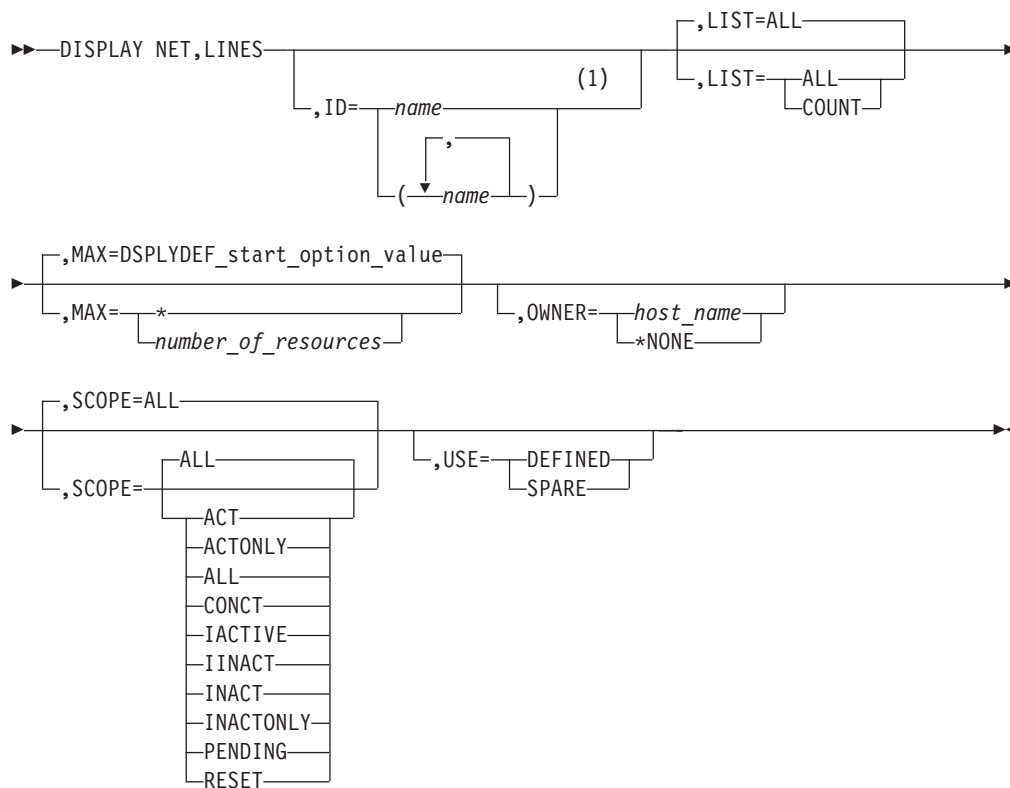 DISPLAY NET,LINES
,ID= name (1)
,
( name )
,LIST=ALL
,LIST= ALL
COUNT
,MAX=DSPLYDEF_start_option_value
,MAX= *
number_of_resources
,OWNER= host_name
*NONE
,SCOPE=ALL
ALL
,SCOPE=
ACT
ACTONLY
ALL
CONCT
IACTIVE
IINACT
INACT
INACTONLY
PENDING
RESET
,USE= DEFINED
SPARE